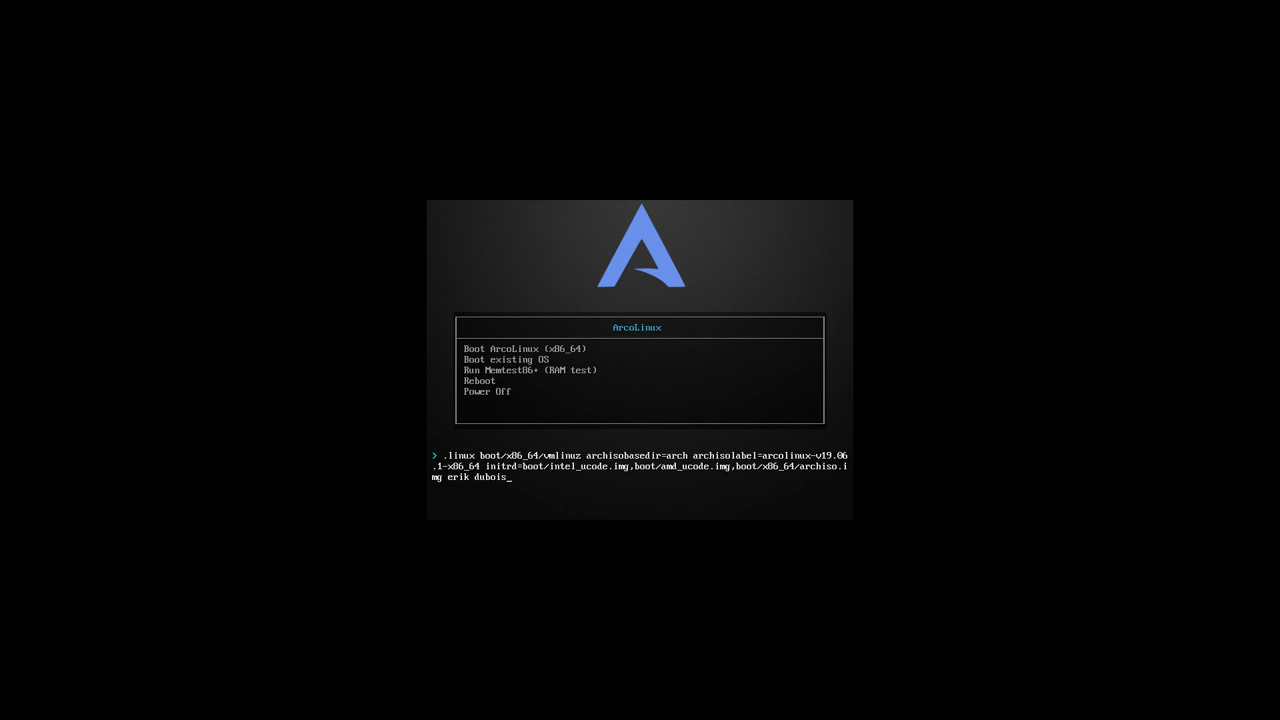 ArcoLinux
Boot ArcoLinux (x86_64)
Boot existing OS
Run Memtest86+ (RAM test)
Reboot
Power Off
> .linux boot/x86_64/vmlinuz archisobasedir=arch archisolabel=arcolinux-v19.06
.1-x86_64 initrd=boot/intel_ucode.img,boot/amd_ucode.img,boot/x86_64/archiso.i
mg erik dubois_